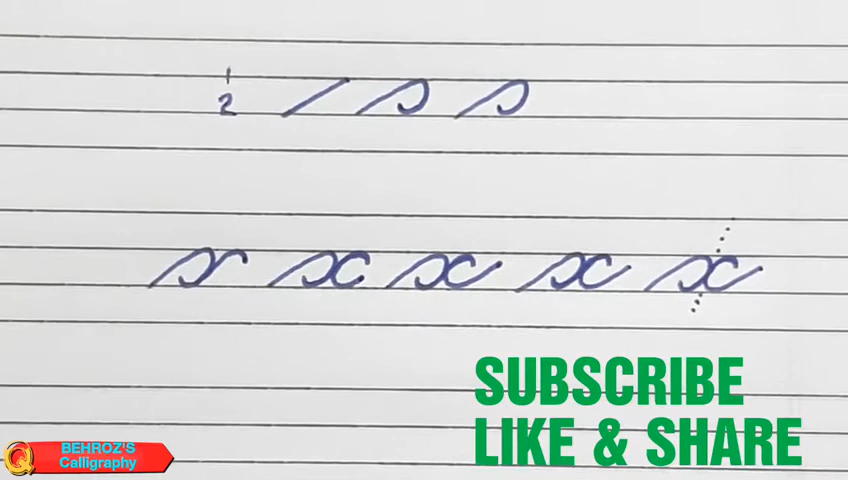 1
2
x x x x x
SUBSCRIBE
LIKE & SHARE
BEHROZ'S
Calligraphy